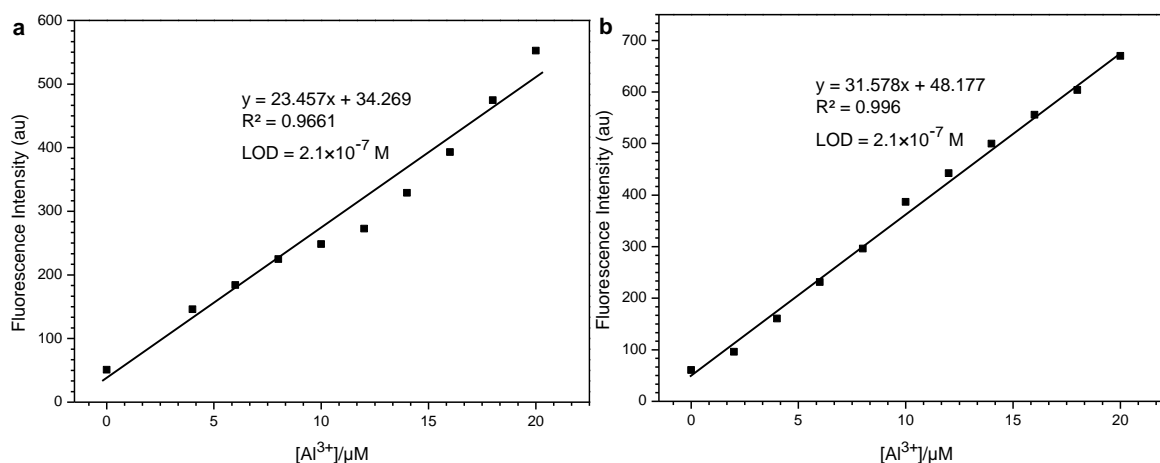 a
600
500
400
300
200
100
0
Fluorescence Intensity (au)
y = 23.457x + 34.269
R² = 0.9661
LOD = 2.1×10⁻⁷ M
0 5 10 15 20
[Al³⁺]/µM
b
700
600
500
400
300
200
100
0
Fluorescence Intensity (au)
y = 31.578x + 48.177
R² = 0.996
LOD = 2.1×10⁻⁷ M
0 5 10 15 20
[Al³⁺]/µM